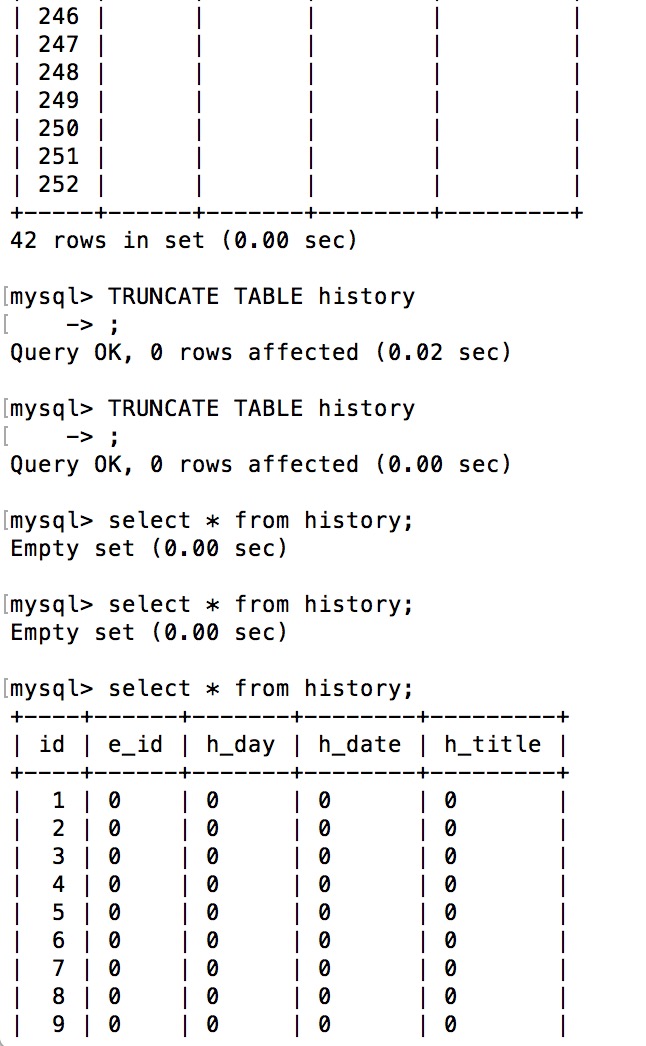 | 246 |      |       |        |         |
| 247 |      |       |        |         |
| 248 |      |       |        |         |
| 249 |      |       |        |         |
| 250 |      |       |        |         |
| 251 |      |       |        |         |
| 252 |      |       |        |         |
+-----+------+-------+--------+---------+
42 rows in set (0.00 sec)
[mysql> TRUNCATE TABLE history
[    -> ;
Query OK, 0 rows affected (0.02 sec)
[mysql> TRUNCATE TABLE history
[    -> ;
Query OK, 0 rows affected (0.00 sec)
[mysql> select * from history;
Empty set (0.00 sec)
[mysql> select * from history;
Empty set (0.00 sec)
[mysql> select * from history;
+----+------+-------+--------+---------+
| id | e_id | h_day | h_date | h_title |
+----+------+-------+--------+---------+
|  1 | 0    | 0     | 0      | 0       |
|  2 | 0    | 0     | 0      | 0       |
|  3 | 0    | 0     | 0      | 0       |
|  4 | 0    | 0     | 0      | 0       |
|  5 | 0    | 0     | 0      | 0       |
|  6 | 0    | 0     | 0      | 0       |
|  7 | 0    | 0     | 0      | 0       |
|  8 | 0    | 0     | 0      | 0       |
|  9 | 0    | 0     | 0      | 0       |